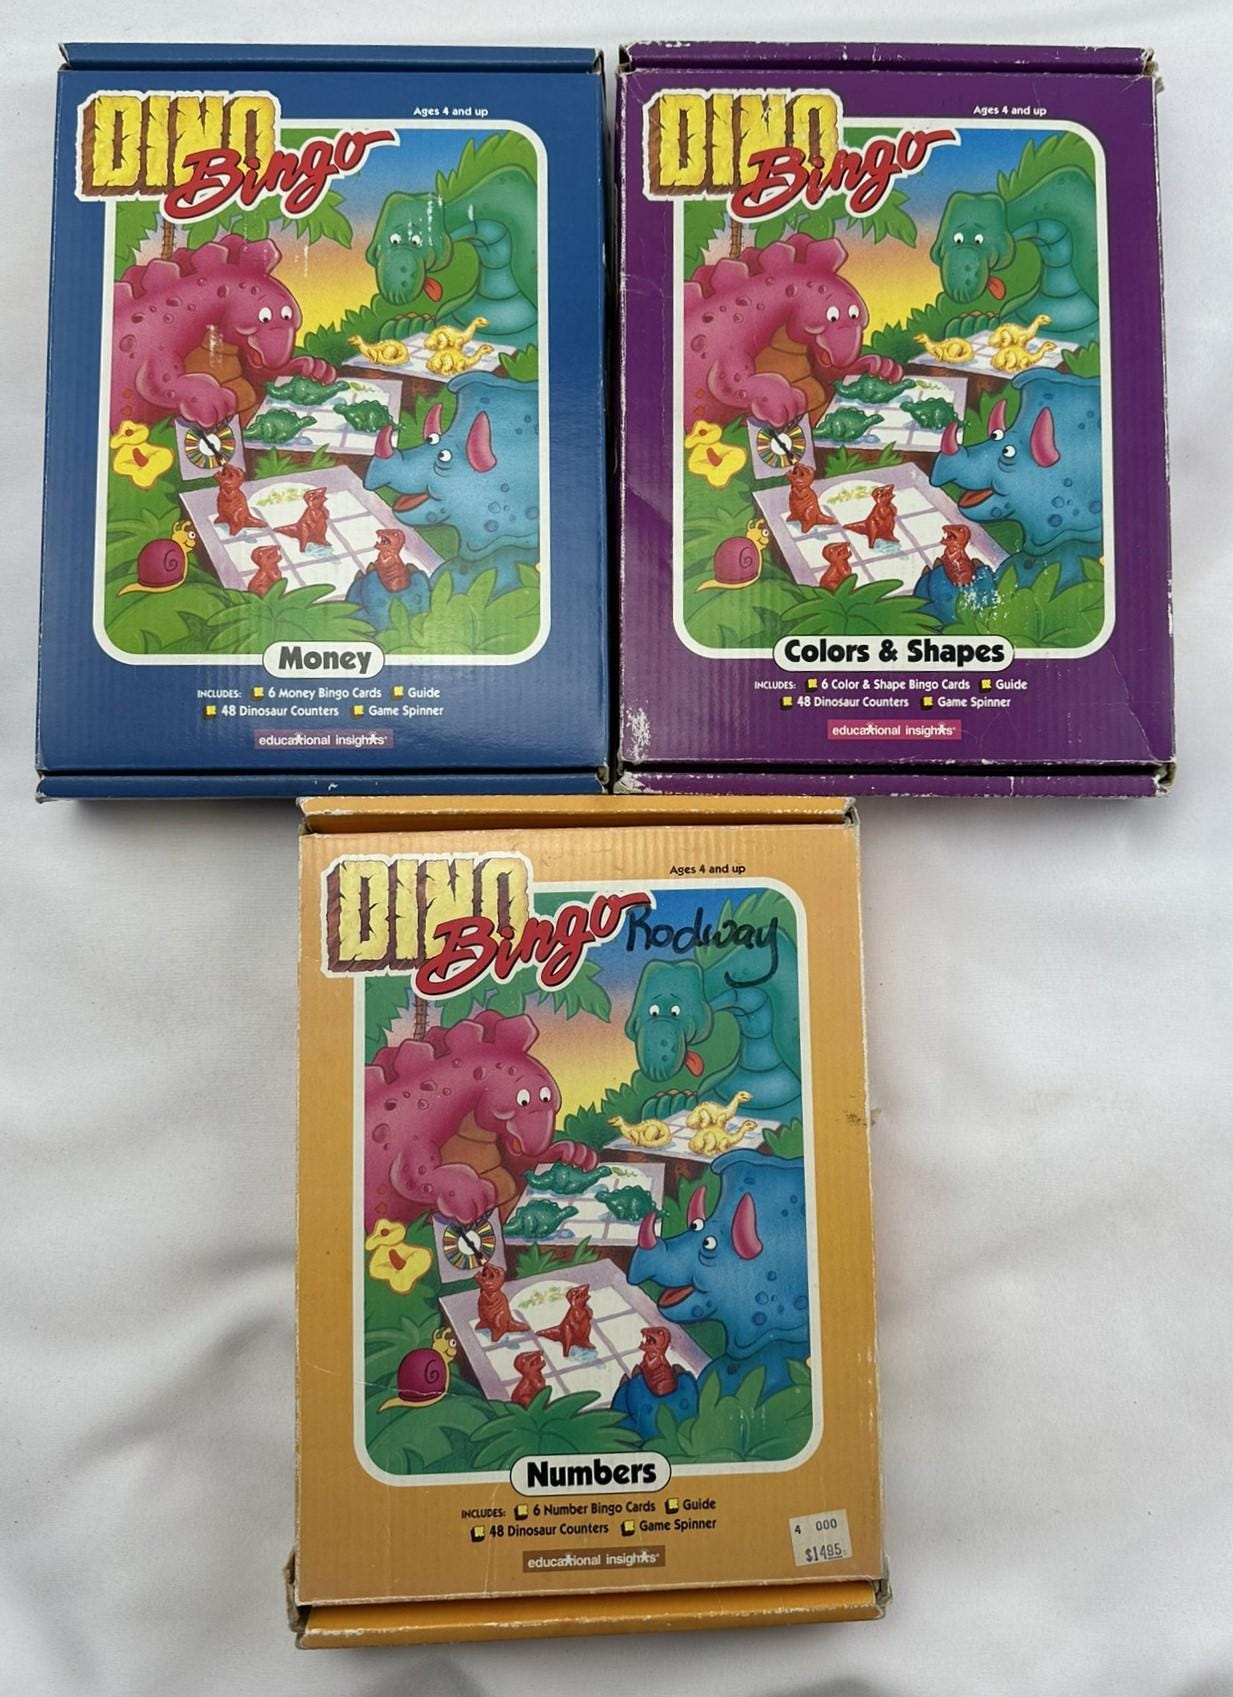 DINO
Bingo
Ages 4 and up
Money
INCLUDES: 6 Money Bingo Cards Guide
48 Dinosaur Counters Game Spinner
educational insights
DINO
Bingo
Ages 4 and up
Colors & Shapes
INCLUDES: 6 Color & Shape Bingo Cards Guide
48 Dinosaur Counters Game Spinner
educational insights
DINO
Bingo
Ages 4 and up
Rodway
Numbers
INCLUDES: 6 Number Bingo Cards Guide
48 Dinosaur Counters Game Spinner
educational insights
4 000
$14.95